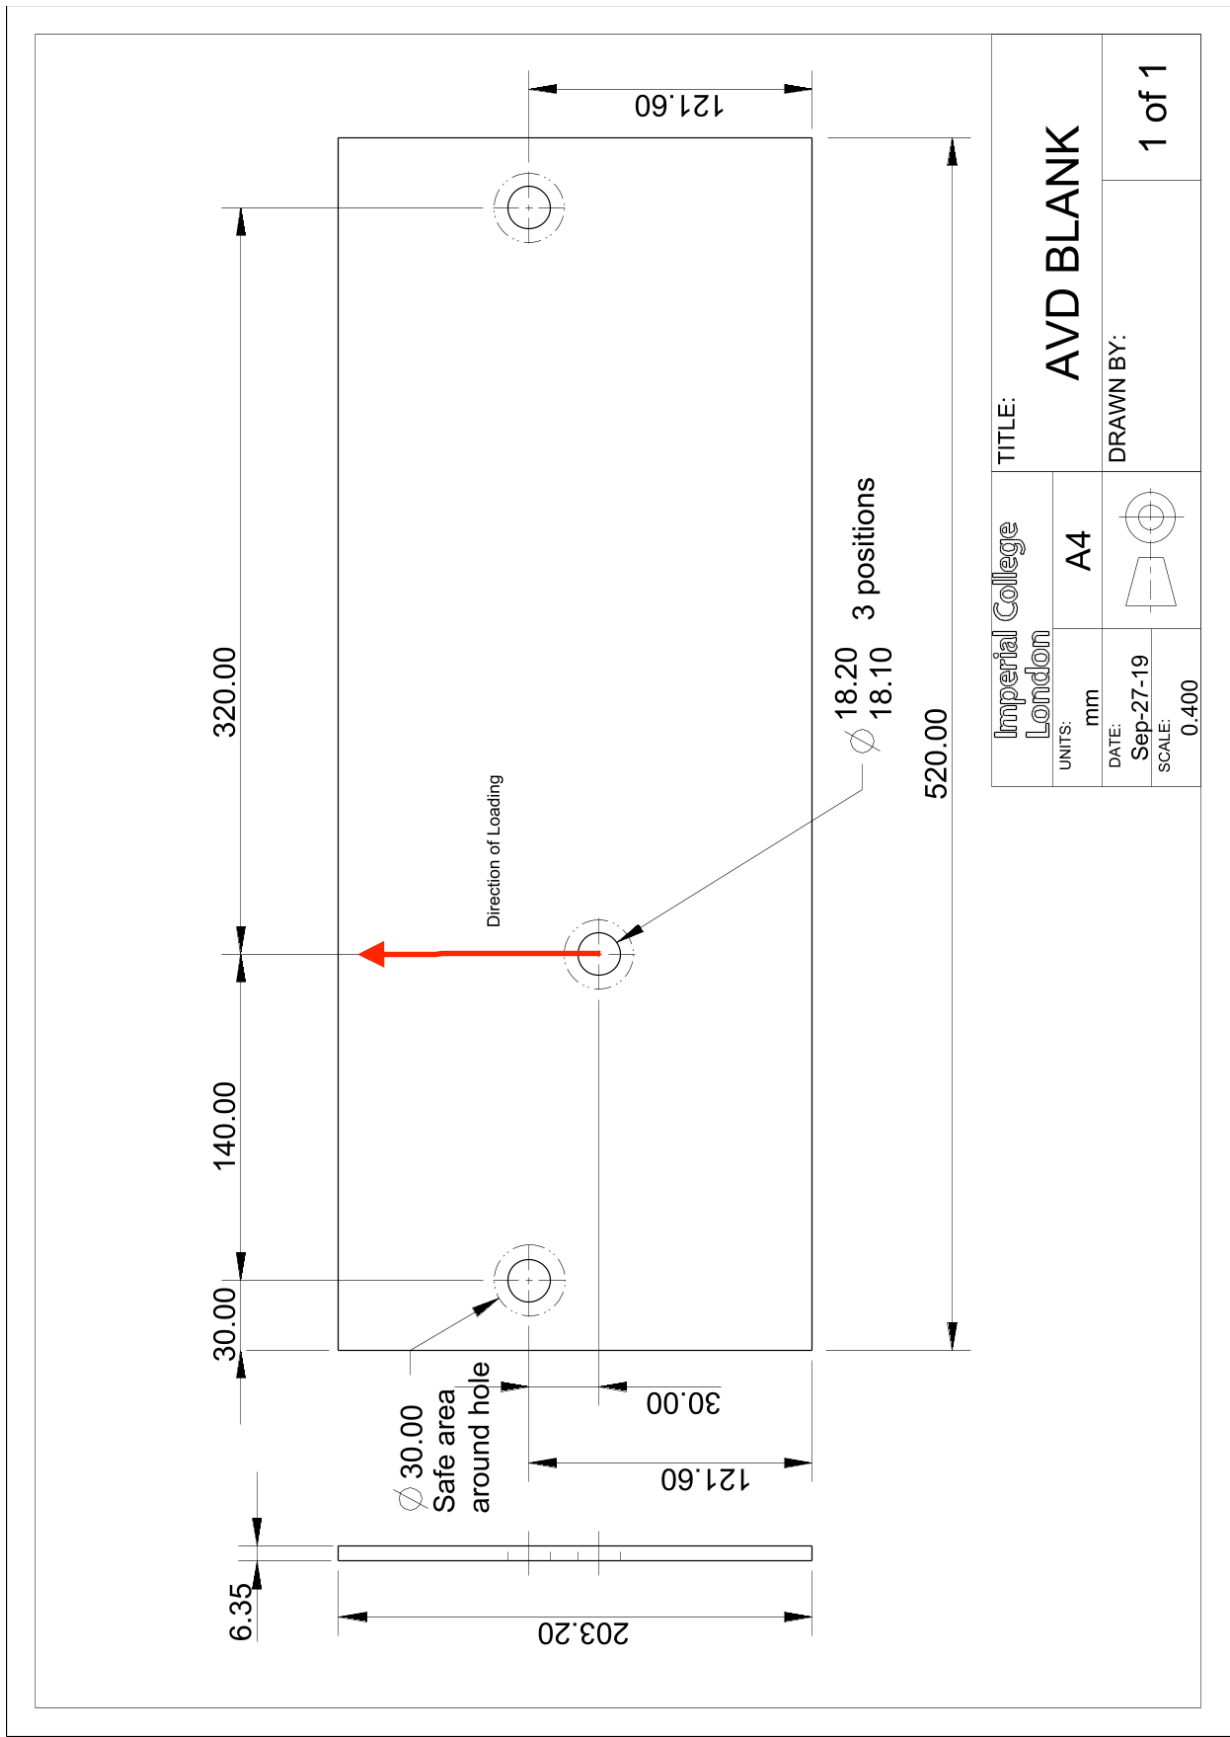 30.00
140.00
320.00
6.35
203.20
⌀ 30.00
Safe area
around hole
121.60
30.00
Direction of Loading
121.60
⌀ 18.20
18.10
3 positions
520.00
Imperial College
London
UNITS:
mm
A4
DATE:
Sep-27-19
SCALE:
0.400
TITLE:
AVD BLANK
DRAWN BY:
1 of 1